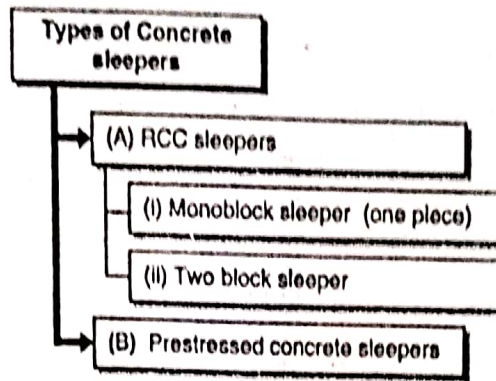 Types of Concrete
sleepers
(A) RCC sleepers
(i) Monoblock sleeper (one piece)
(ii) Two block sleeper
(B) Prestressed concrete sleepers